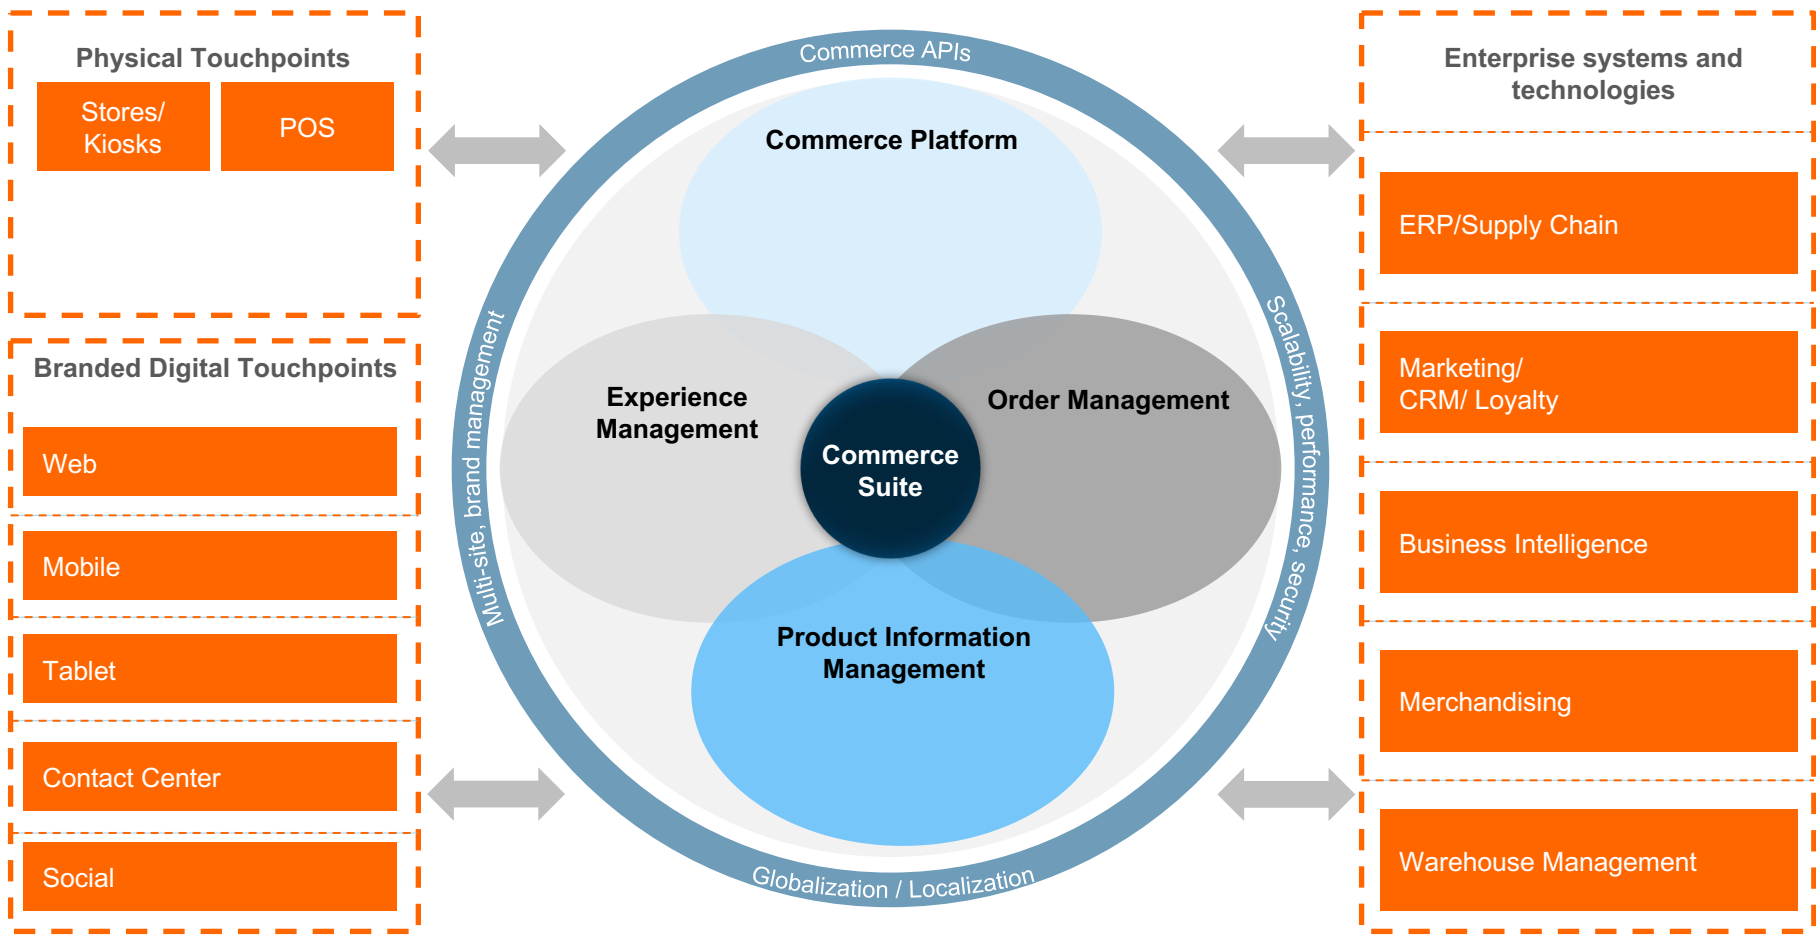 Physical Touchpoints
Stores/
Kiosks
POS
Branded Digital Touchpoints
Web
Mobile
Tablet
Contact Center
Social
Commerce APIs
Multi-site, brand management
Scalability, performance, security
Globalization / Localization
Commerce Platform
Experience
Management
Order Management
Commerce
Suite
Product Information
Management
Enterprise systems and
technologies
ERP/Supply Chain
Marketing/
CRM/ Loyalty
Business Intelligence
Merchandising
Warehouse Management